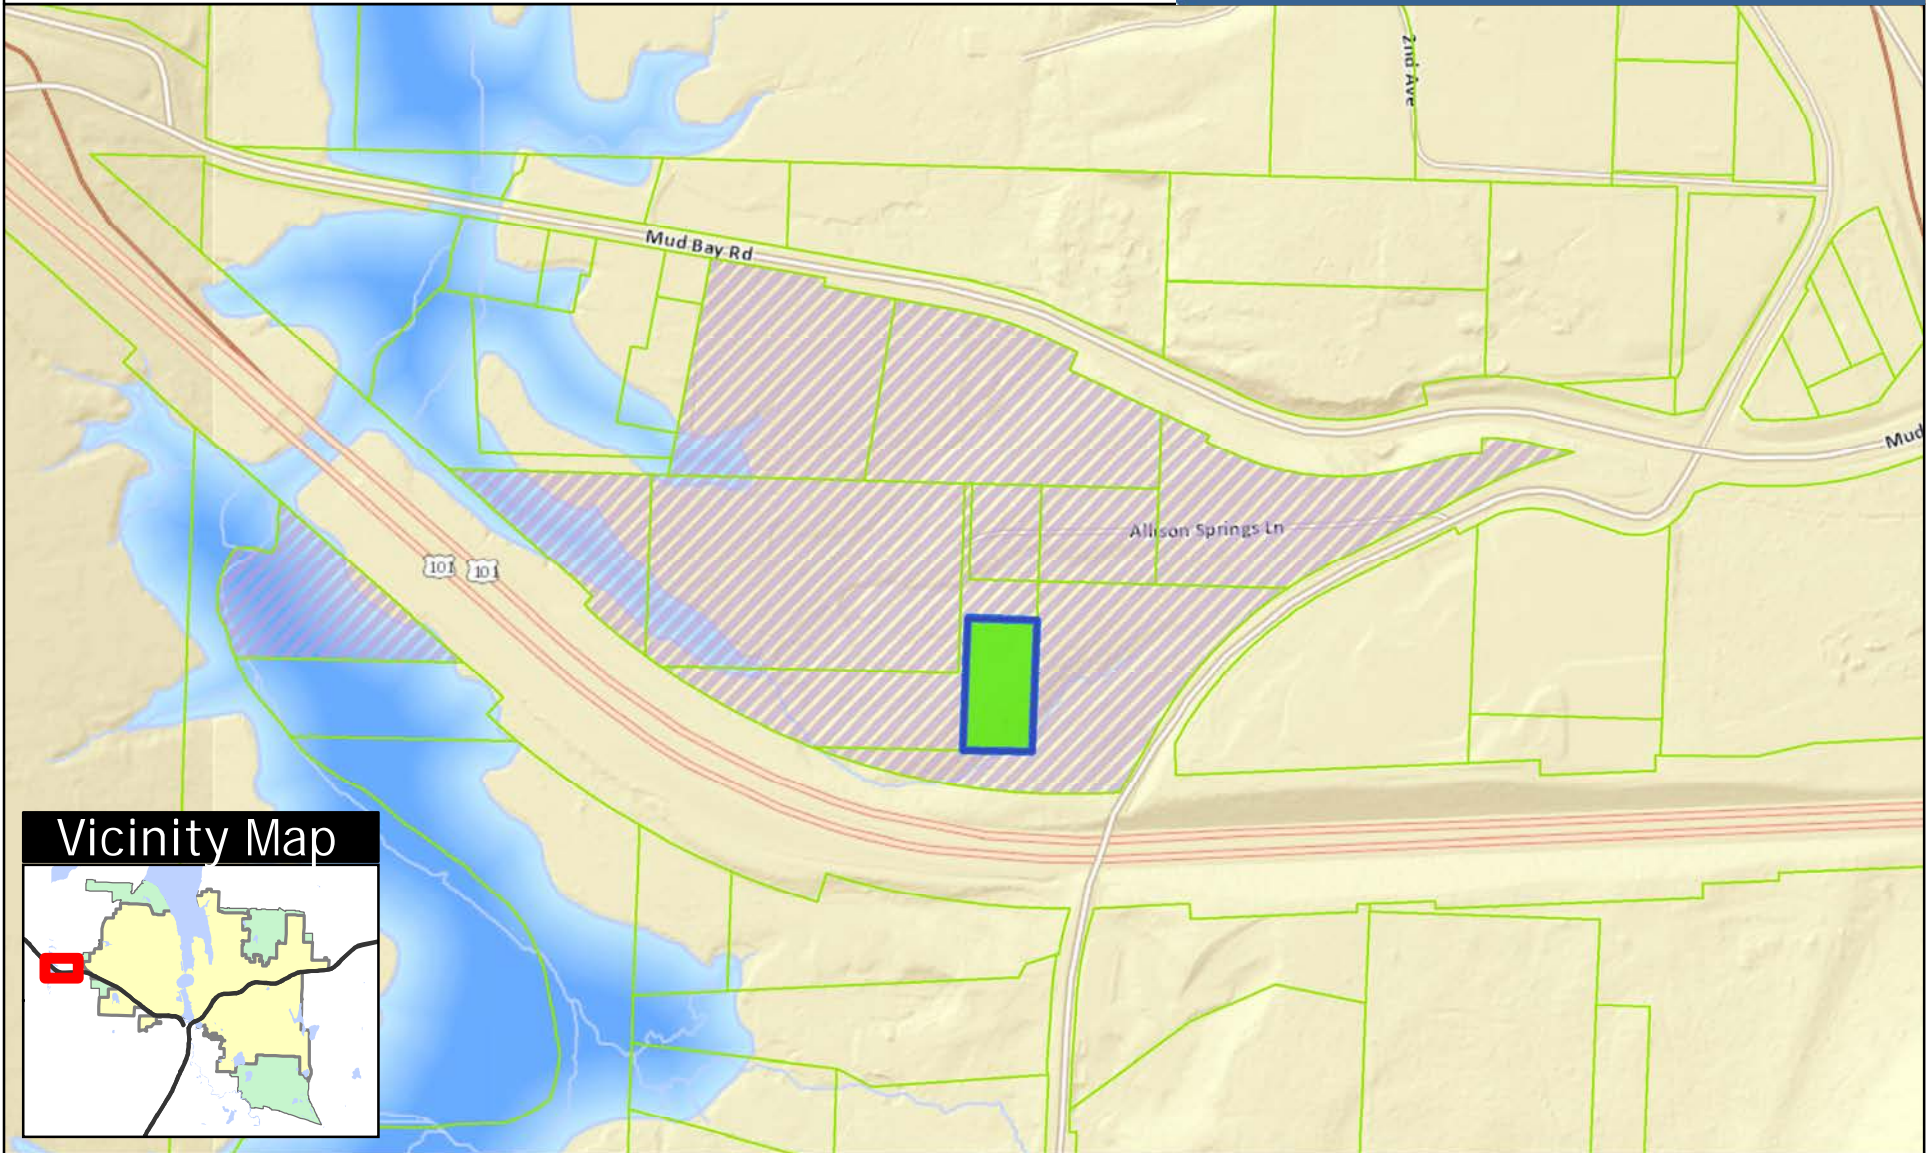 2nd Ave
Mud Bay Rd
Mud
Allison Springs Ln
101 101
Vicinity Map